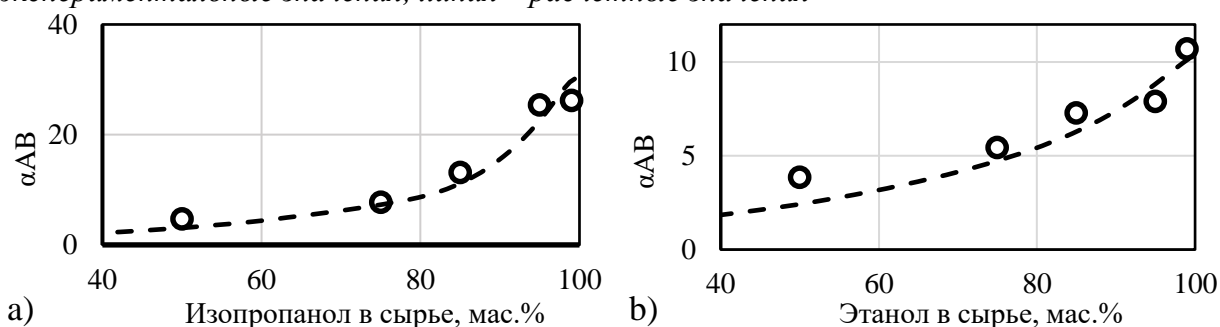 экспериментальные значения, линия – расчетные значения
40
20
0
αAB
40 60 80 100
a) Изопропанол в сырье, мас.%
10
5
0
αAB
40 60 80 100
b) Этанол в сырье, мас.%